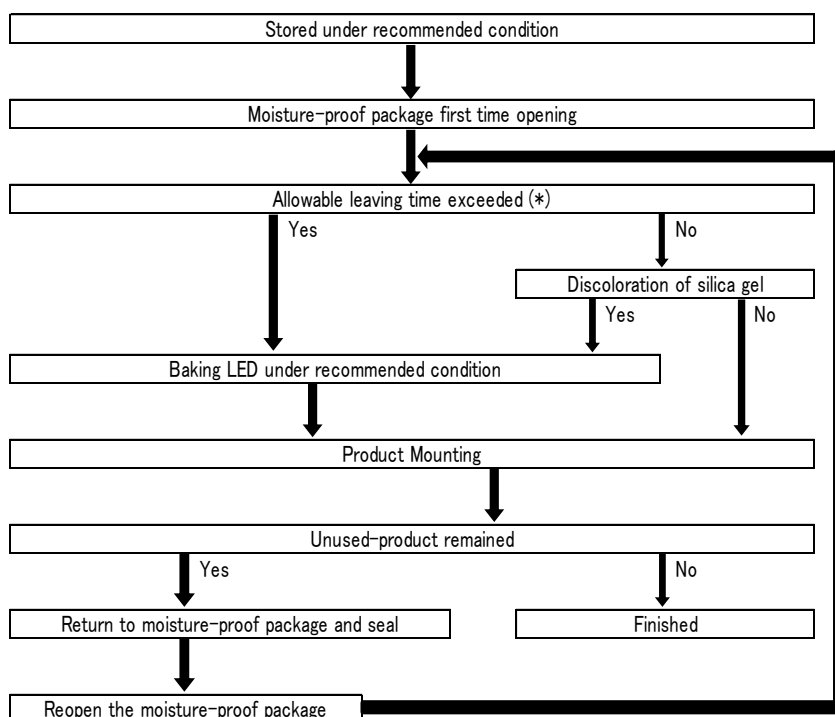 Stored under recommended condition
Moisture-proof package first time opening
Allowable leaving time exceeded (*)
Yes
No
Discoloration of silica gel
Yes
No
Baking LED under recommended condition
Product Mounting
Unused-product remained
Yes
No
Return to moisture-proof package and seal
Finished
Reopen the moisture-proof package